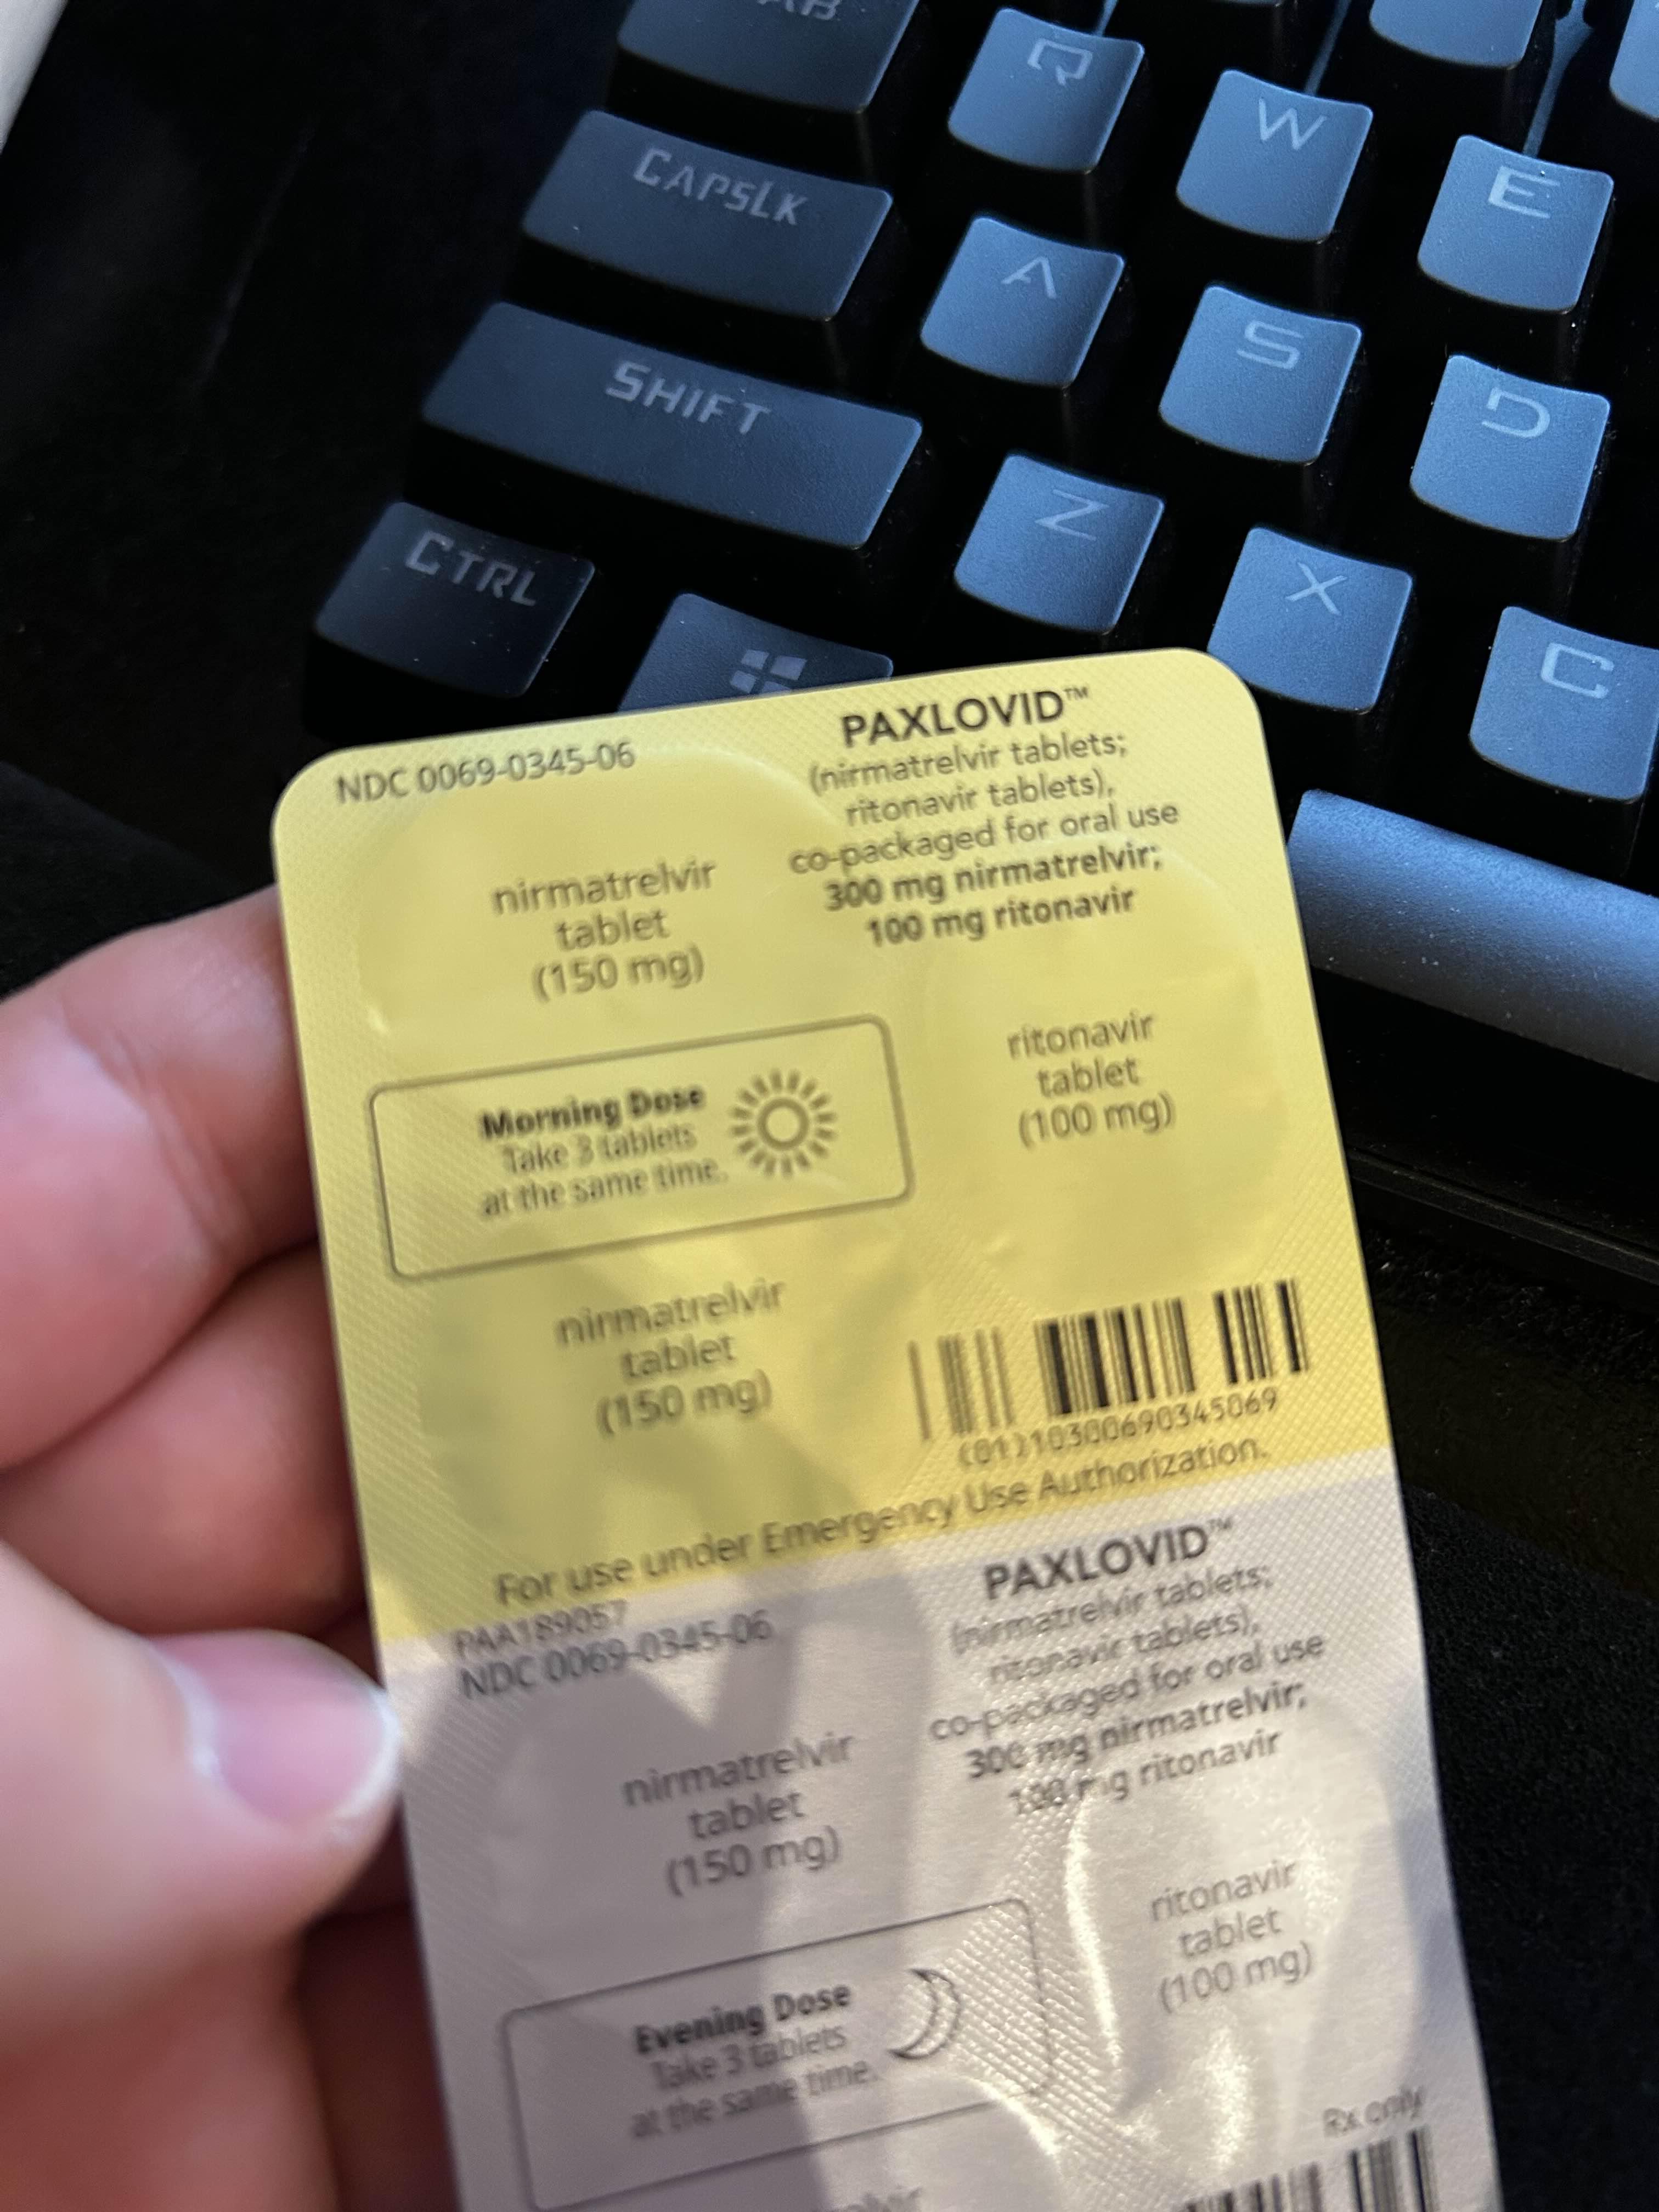 Q
W
E
CAPSLK
A
S
D
SHIFT
Z
X
C
CTRL
PAXLOVID™
NDC 0069-0345-06
(nirmatrelvir tablets;
ritonavir tablets),
co-packaged for oral use
300 mg nirmatrelvir;
100 mg ritonavir
nirmatrelvir
tablet
(150 mg)
ritonavir
tablet
(100 mg)
Morning Dose
Take 3 tablets
at the same time.
nirmatrelvir
tablet
(150 mg)
(01)10300690345069
For use under Emergency Use Authorization.
PAA189057
NDC 0069-0345-06
PAXLOVID™
(nirmatrelvir tablets;
ritonavir tablets),
co-packaged for oral use
300 mg nirmatrelvir;
100 mg ritonavir
nirmatrelvir
tablet
(150 mg)
ritonavir
tablet
(100 mg)
Evening Dose
Take 3 tablets
at the same time.
Rx only